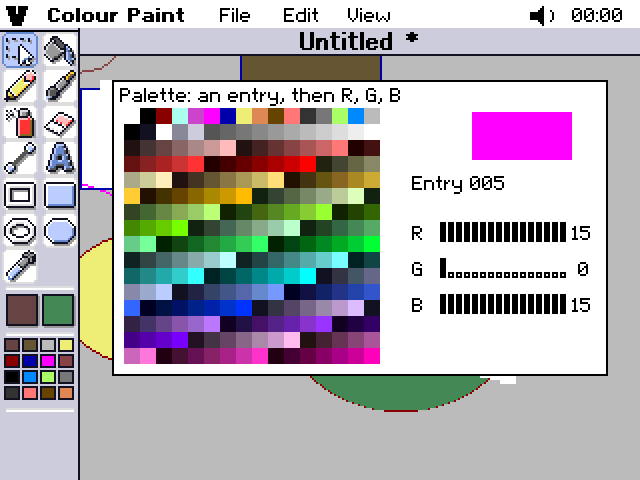 Colour Paint File Edit View 00:00
Untitled *
Palette: an entry, then R, G, B
Entry 005
R 15
G 0
B 15
A